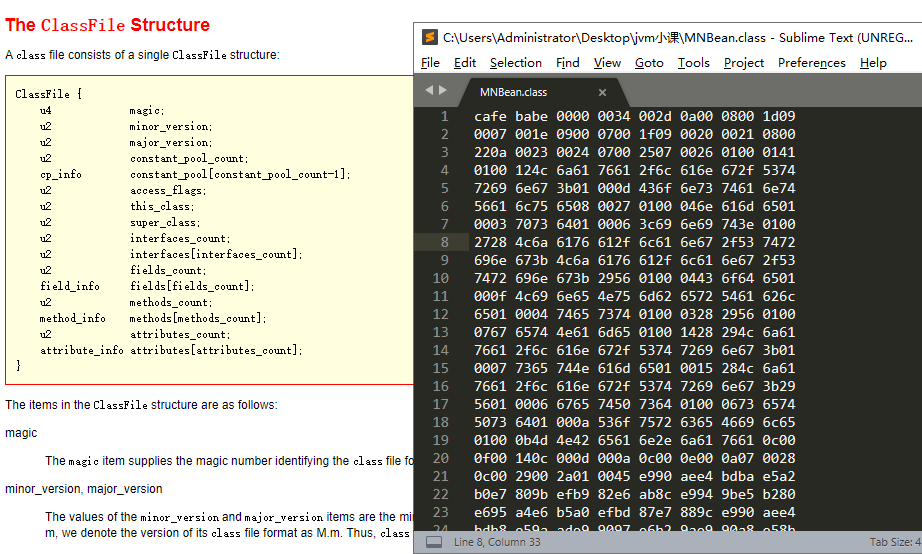 The ClassFile Structure
A class file consists of a single ClassFile structure:
ClassFile {
u4 magic;
u2 minor_version;
u2 major_version;
u2 constant_pool_count;
cp_info constant_pool[constant_pool_count-1];
u2 access_flags;
u2 this_class;
u2 super_class;
u2 interfaces_count;
u2 interfaces[interfaces_count];
u2 fields_count;
field_info fields[fields_count];
u2 methods_count;
method_info methods[methods_count];
u2 attributes_count;
attribute_info attributes[attributes_count];
}
The items in the ClassFile structure are as follows:
magic
The magic item supplies the magic number identifying the class file fo
minor_version, major_version
The values of the minor_version and major_version items are the mi
m, we denote the version of its class file format as M.m. Thus, class
C:\Users\Administrator\Desktop\jvm小课\MNBean.class - Sublime Text (UNREG...
File Edit Selection Find View Goto Tools Project Preferences Help
MNBean.class ×
1 cafe babe 0000 0034 002d 0a00 0800 1d09
2 0007 001e 0900 0700 1f09 0020 0021 0800
3 220a 0023 0024 0700 2507 0026 0100 0141
4 0100 124c 6a61 7661 2f6c 616e 672f 5374
5 7269 6e67 3b01 000d 436f 6e73 7461 6e74
6 5661 6c75 6508 0027 0100 046e 616d 6501
7 0003 7073 6401 0006 3c69 6e69 743e 0100
8 2728 4c6a 6176 612f 6c61 6e67 2f53 7472
9 696e 673b 4c6a 6176 612f 6c61 6e67 2f53
10 7472 696e 673b 2956 0100 0443 6f64 6501
11 000f 4c69 6e65 4e75 6d62 6572 5461 626c
12 6501 0004 7465 7374 0100 0328 2956 0100
13 0767 6574 4e61 6d65 0100 1428 294c 6a61
14 7661 2f6c 616e 672f 5374 7269 6e67 3b01
15 0007 7365 744e 616d 6501 0015 284c 6a61
16 7661 2f6c 616e 672f 5374 7269 6e67 3b29
17 5601 0006 6765 7450 7364 0100 0673 6574
18 5073 6401 000a 536f 7572 6365 4669 6c65
19 0100 0b4d 4e42 6561 6e2e 6a61 7661 0c00
20 0f00 140c 000d 000a 0c00 0e00 0a07 0028
21 0c00 2900 2a01 0045 e990 aee4 bdba e5a2
22 b0e7 809b efb9 82e6 ab8c e994 9be5 b280
23 e695 a4e6 b5a0 efbd 87e7 889c e991 aee4
24 bdb8 e59a ade9 9097 e6b2 9ae9 90a8 e58b
Line 8, Column 33
Tab Size: 4